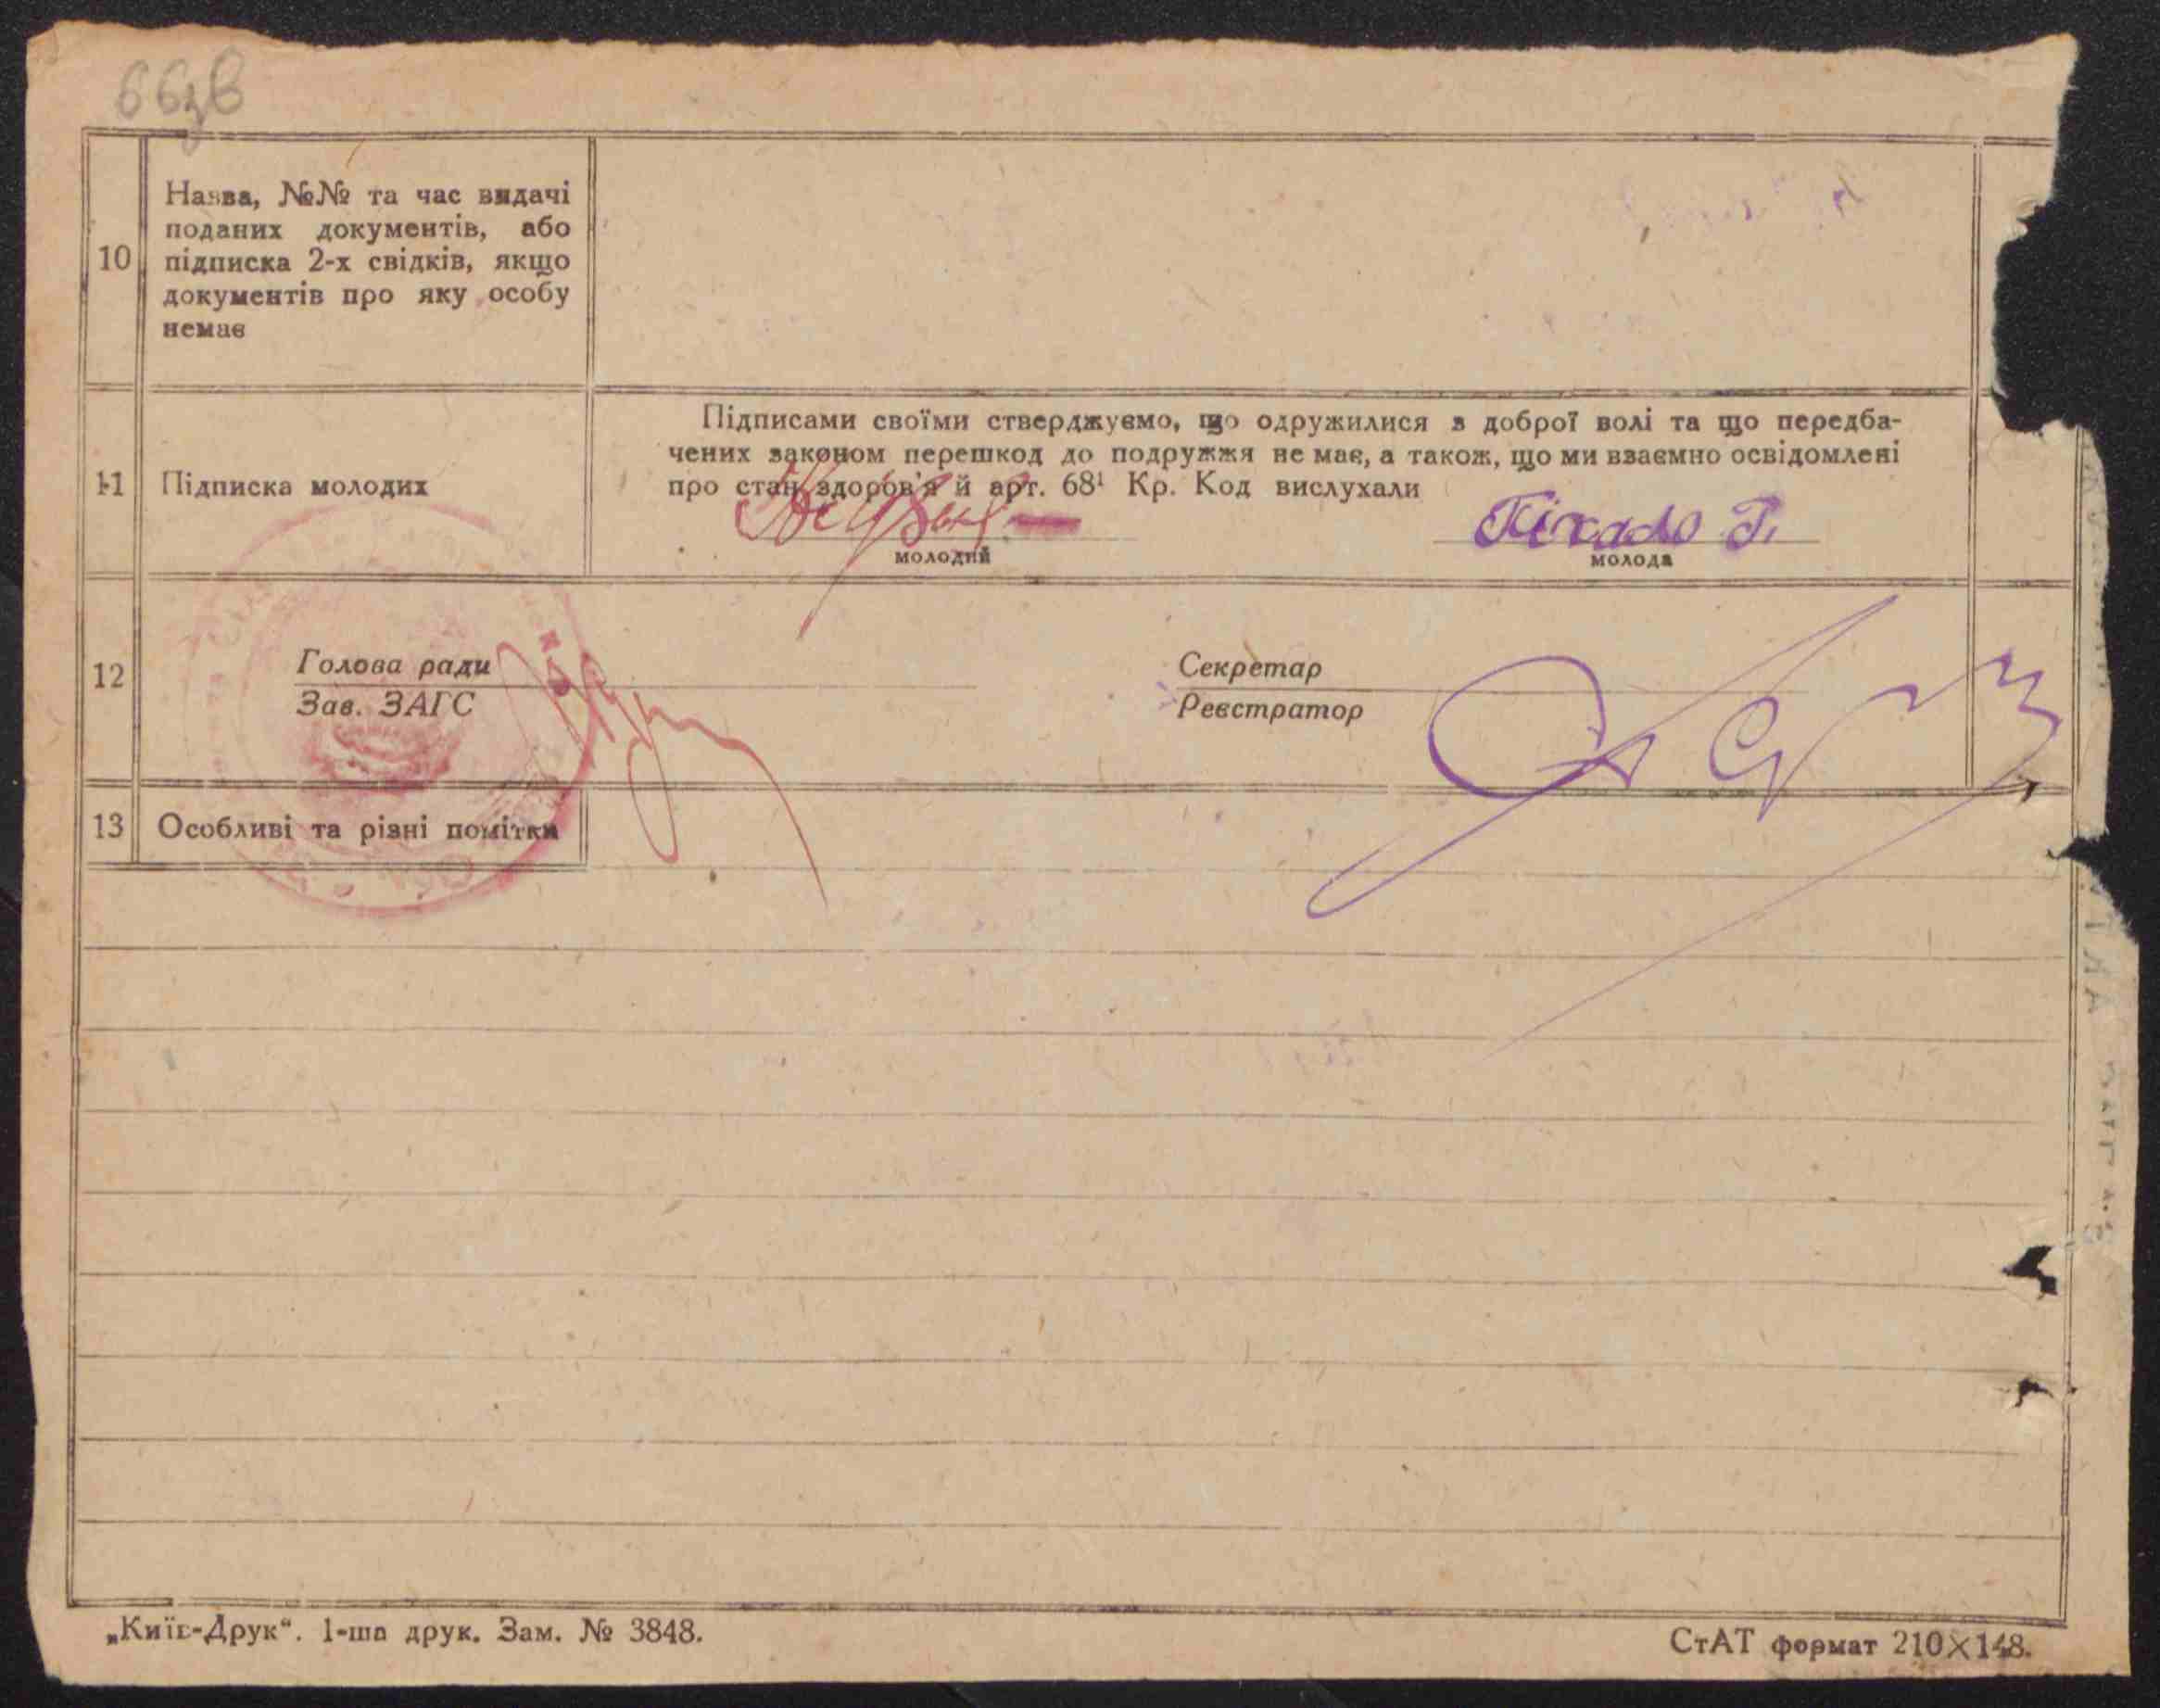 66зв
10
Назва, №№ та час видачі
поданих документів, або
підписка 2-х свідків, якщо
документів про яку особу
немає
11
Підписка молодих
Підписами своїми стверджуємо, що одружилися з доброї волі та що передба-
чених законом перешкод до подружжя не має, а також, що ми взаємно освідомлені
про стан здоров'я й арт. 68¹ Кр. Код вислухали
молодий
молода
12
Голова ради
Зав. ЗАГС
Секретар
Реєстратор
13
Особливі та різні помітки
„Київ-Друк“. 1-ша друк. Зам. № 3848.
СтАТ формат 210×148.